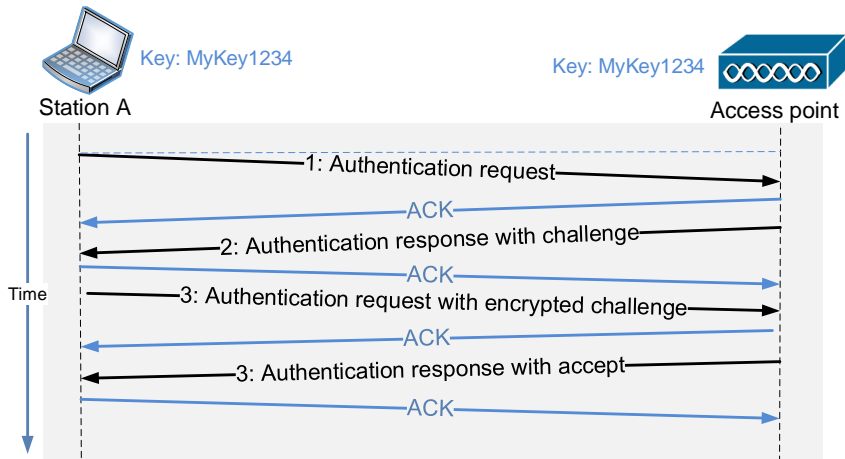 Key: MyKey1234
Key: MyKey1234
Station A
Access point
1: Authentication request
ACK
2: Authentication response with challenge
ACK
Time
3: Authentication request with encrypted challenge
ACK
3: Authentication response with accept
ACK